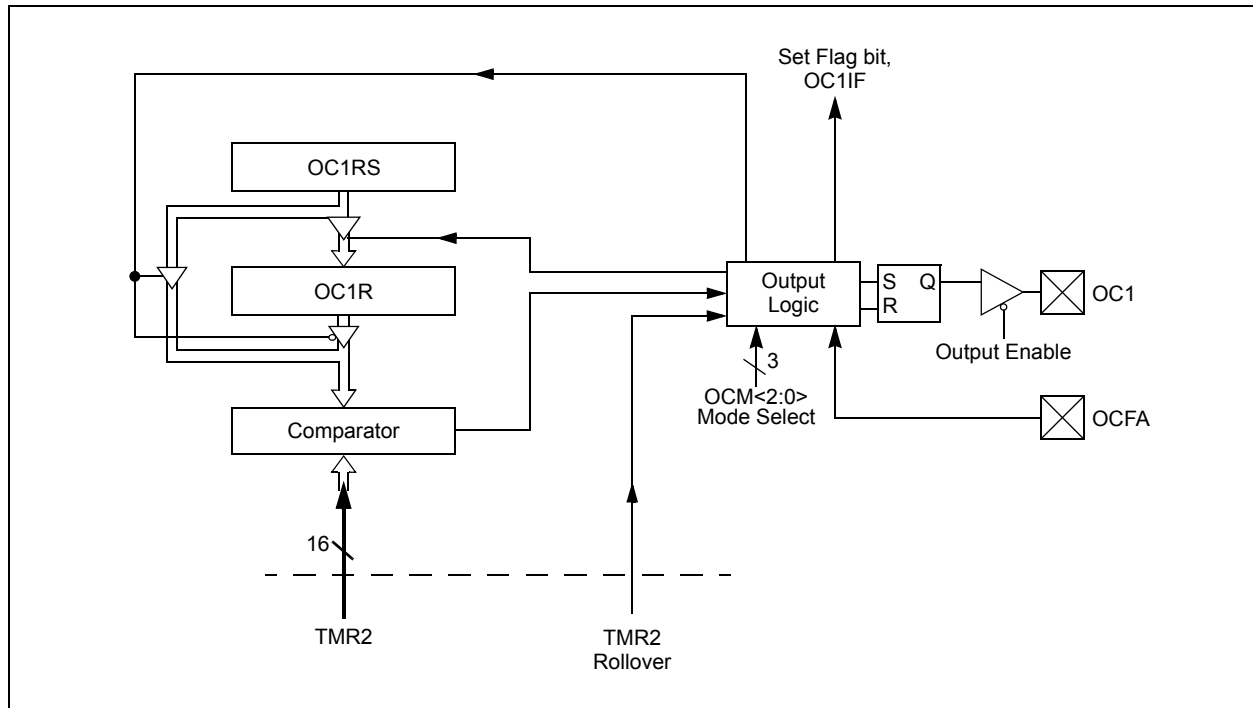 Set Flag bit,
OC1IF
OC1RS
OC1R
Output
Logic
S Q
R
OC1
Output Enable
3
OCM<2:0>
Mode Select
OCFA
Comparator
16
TMR2
TMR2
Rollover